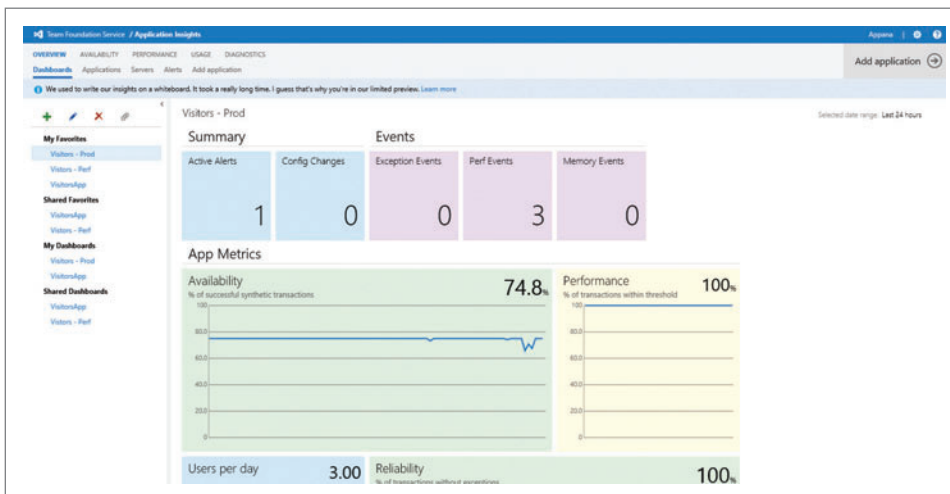 Team Foundation Service / Application Insights
Appana
OVERVIEW AVAILABILITY PERFORMANCE USAGE DIAGNOSTICS
Dashboards Applications Servers Alerts Add application
Add application
We used to write our insights on a whiteboard. It took a really long time. I guess that's why you're in our limited preview. Learn more
Visitors - Prod
Selected date range: Last 24 hours
My Favorites
Visitors - Prod
Visitors - Perf
VisitorsApp
Shared Favorites
VisitorsApp
Visitors - Perf
My Dashboards
Visitors - Prod
VisitorsApp
Shared Dashboards
VisitorsApp
Visitors - Perf
Summary Events
Active Alerts Config Changes Exception Events Perf Events Memory Events
1 0 0 3 0
App Metrics
Availability 74.8%
% of successful synthetic transactions
100
80.0
60.0
40.0
20.0
0
Performance 100%
% of transactions within threshold
100
80.0
60.0
40.0
20.0
0
Users per day 3.00
Reliability 100%
% of transactions without exceptions